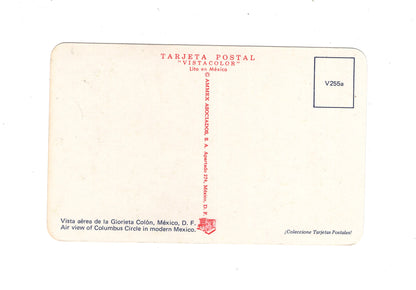 TARJETA POSTAL
"VISTACOLOR"
Lito en México
V255a
© AMMEX ASOCIADOS, S. A. Apartado 274, México, D. F.
Vista aérea de la Glorieta Colón, México, D. F.
Air view of Columbus Circle in modern Mexico.
¡Coleccione Tarjetas Postales!